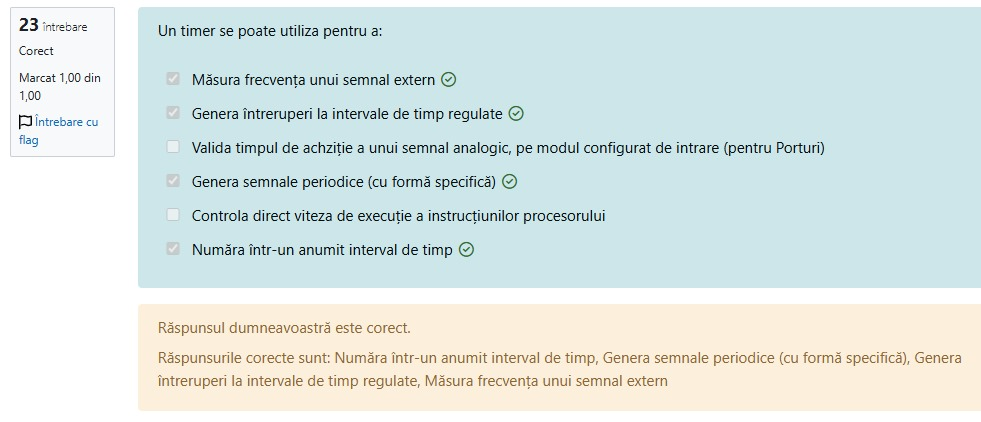 23 întrebare
Corect
Marcat 1,00 din
1,00
Întrebare cu
flag
Un timer se poate utiliza pentru a:
Măsura frecvența unui semnal extern
Genera întreruperi la intervale de timp regulate
Valida timpul de achziție a unui semnal analogic, pe modul configurat de intrare (pentru Porturi)
Genera semnale periodice (cu formă specifică)
Controla direct viteza de execuție a instrucțiunilor procesorului
Număra într-un anumit interval de timp
Răspunsul dumneavoastră este corect.
Răspunsurile corecte sunt: Număra într-un anumit interval de timp, Genera semnale periodice (cu formă specifică), Genera
întreruperi la intervale de timp regulate, Măsura frecvența unui semnal extern